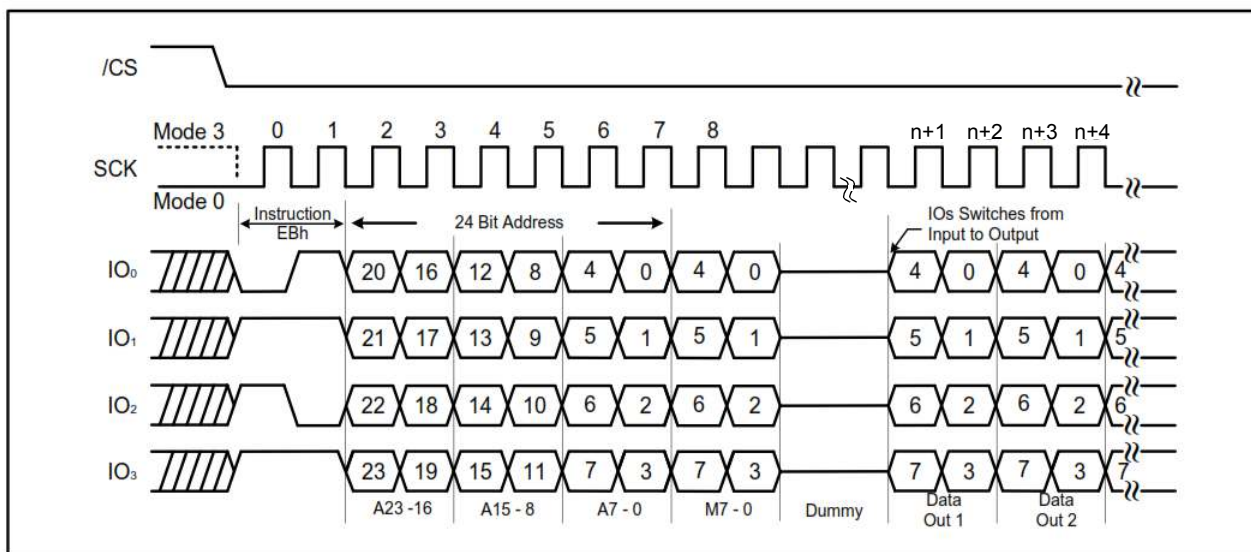 /CS
Mode 3 0 1 2 3 4 5 6 7 8 n+1 n+2 n+3 n+4
SCK
Mode 0
Instruction
EBh
24 Bit Address
IOs Switches from
Input to Output
IO₀ 20 16 12 8 4 0 4 0 4 0 4 0 4
IO₁ 21 17 13 9 5 1 5 1 5 1 5 1 5
IO₂ 22 18 14 10 6 2 6 2 6 2 6 2 6
IO₃ 23 19 15 11 7 3 7 3 7 3 7 3 7
A23 -16 A15 - 8 A7 - 0 M7 - 0 Dummy
Data
Out 1
Data
Out 2